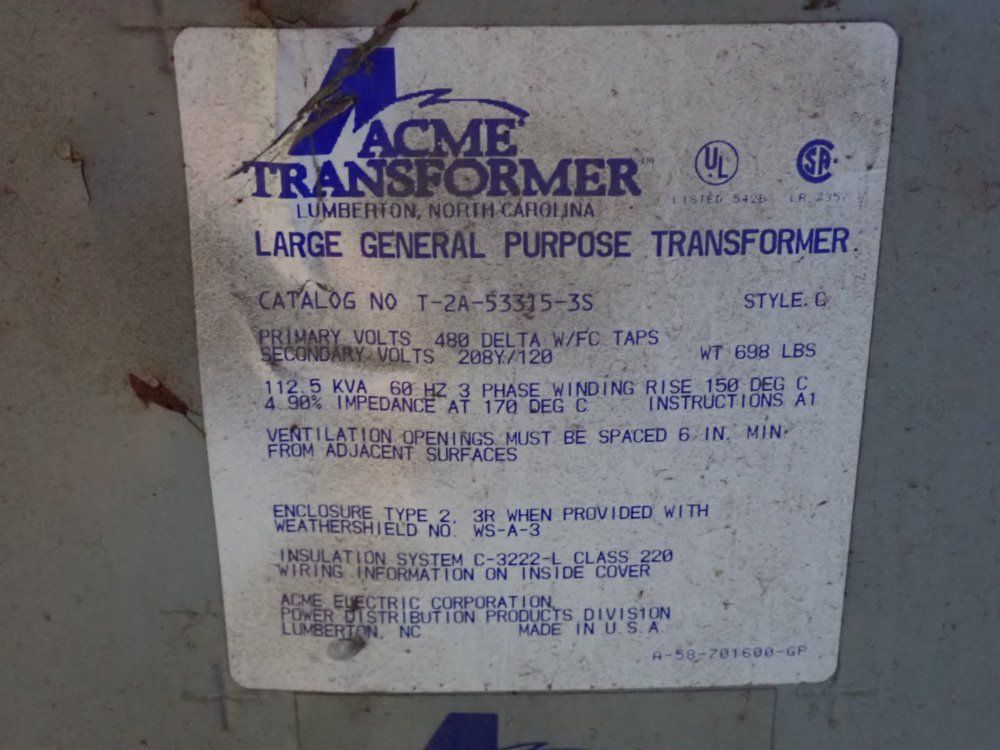 ACME
TRANSFORMER™
LUMBERTON, NORTH CAROLINA
UL
LISTED 542B
SA
LR 2357
LARGE GENERAL PURPOSE TRANSFORMER
CATALOG NO T-2A-53315-3S STYLE. C
PRIMARY VOLTS 480 DELTA W/FC TAPS
SECONDARY VOLTS 208Y/120 WT 698 LBS
112.5 KVA 60 HZ 3 PHASE WINDING RISE 150 DEG C
4.90% IMPEDANCE AT 170 DEG C INSTRUCTIONS A1
VENTILATION OPENINGS MUST BE SPACED 6 IN. MIN.
FROM ADJACENT SURFACES
ENCLOSURE TYPE 2, 3R WHEN PROVIDED WITH
WEATHERSHIELD NO. WS-A-3
INSULATION SYSTEM C-3222-L CLASS 220
WIRING INFORMATION ON INSIDE COVER
ACME ELECTRIC CORPORATION
POWER DISTRIBUTION PRODUCTS DIVISION
LUMBERTON, NC MADE IN U.S.A.
A-58-701600-GP